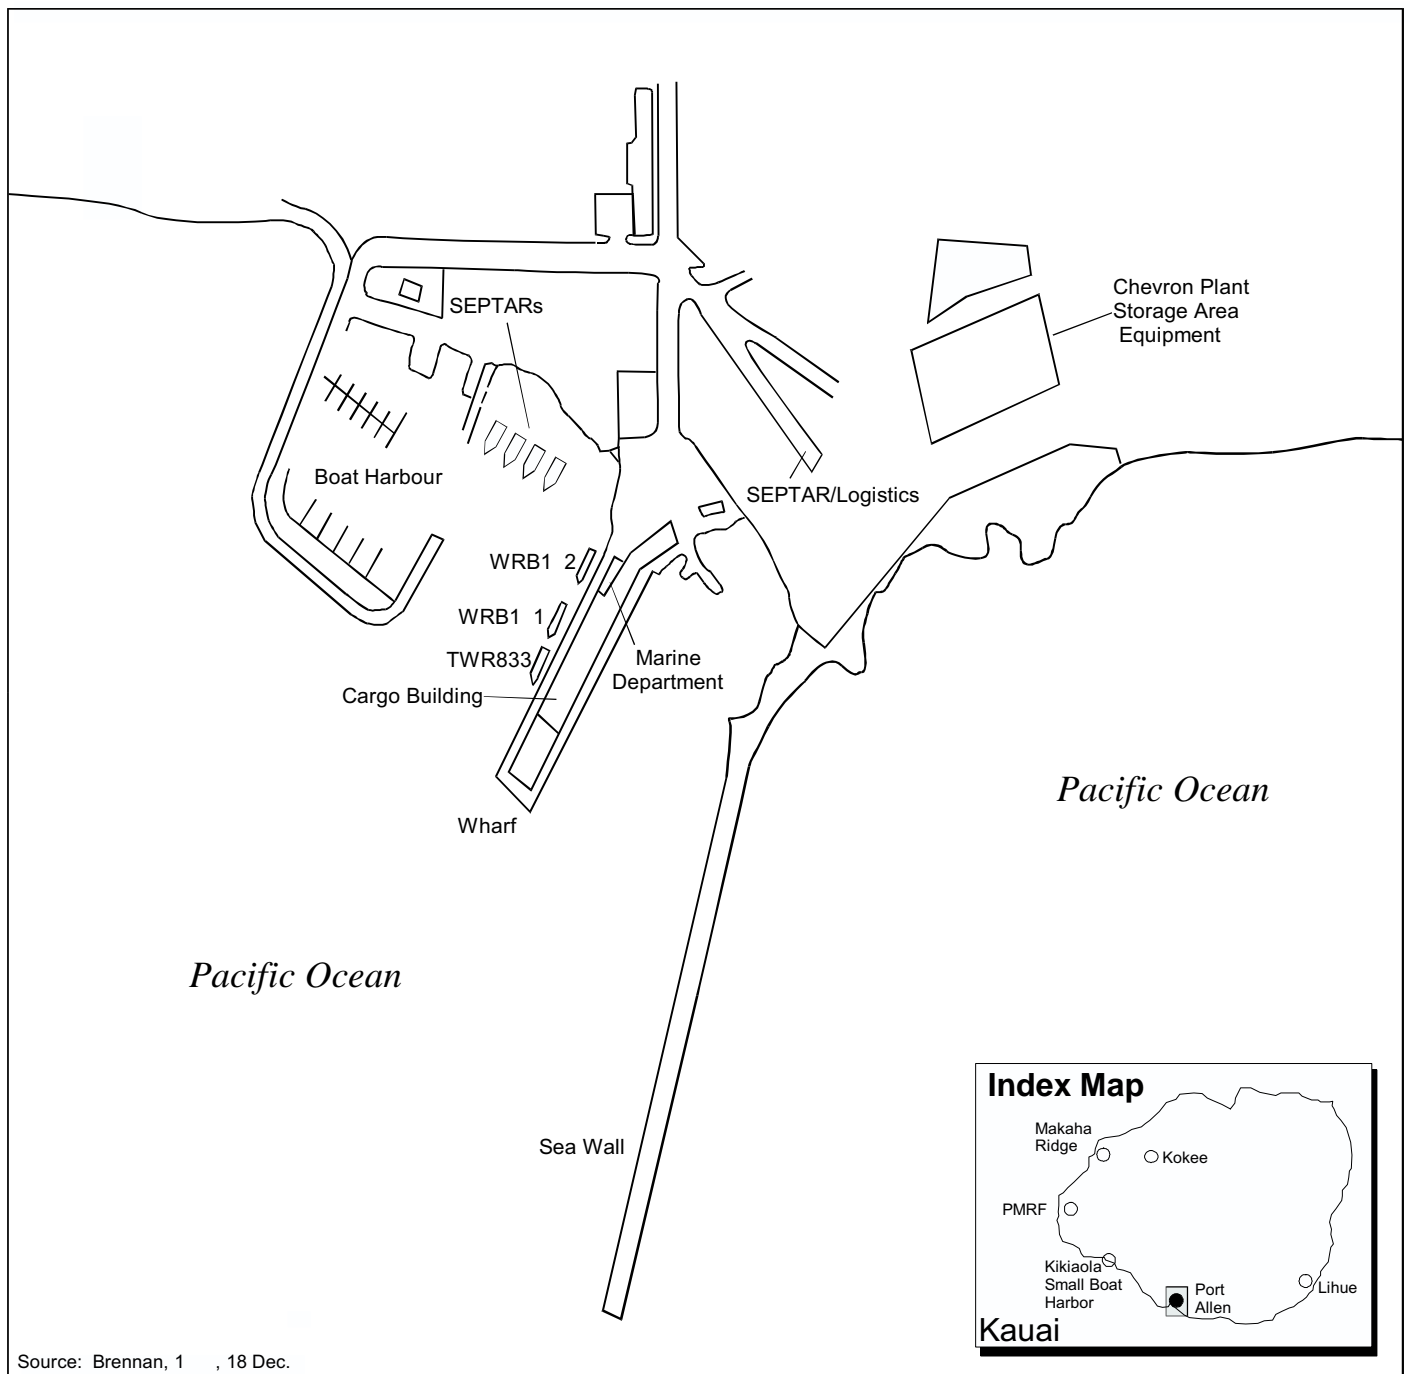 SEPTARs
Chevron Plant
Storage Area
Equipment
Boat Harbour
SEPTAR/Logistics
WRB1 2
WRB1 1
TWR833
Marine
Department
Cargo Building
Wharf
Pacific Ocean
Pacific Ocean
Sea Wall
Index Map
Makaha
Ridge
Kokee
PMRF
Kikiaola
Small Boat
Harbor
Port
Allen
Lihue
Kauai
Source: Brennan, 1 , 18 Dec.